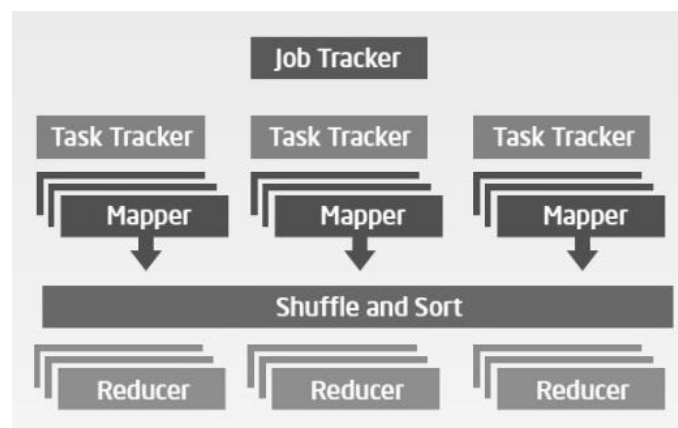 Job Tracker
Task Tracker Task Tracker Task Tracker
Mapper Mapper Mapper
Shuffle and Sort
Reducer Reducer Reducer